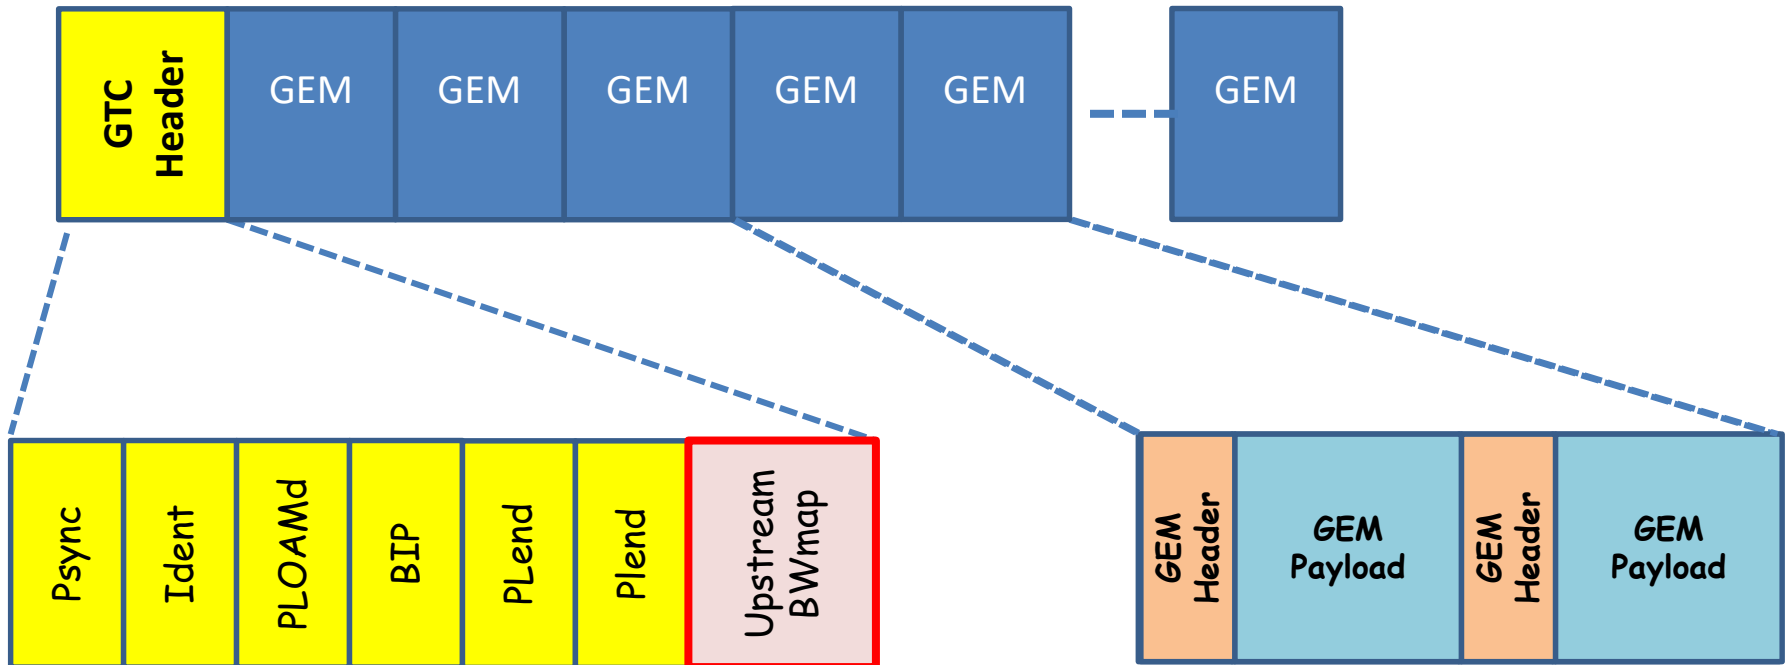 GTC
Header
GEM
GEM
GEM
GEM
GEM
GEM
Psync
Ident
PLOAMd
BIP
PLend
Plend
Upstream
BWmap
GEM
Header
GEM
Payload
GEM
Header
GEM
Payload